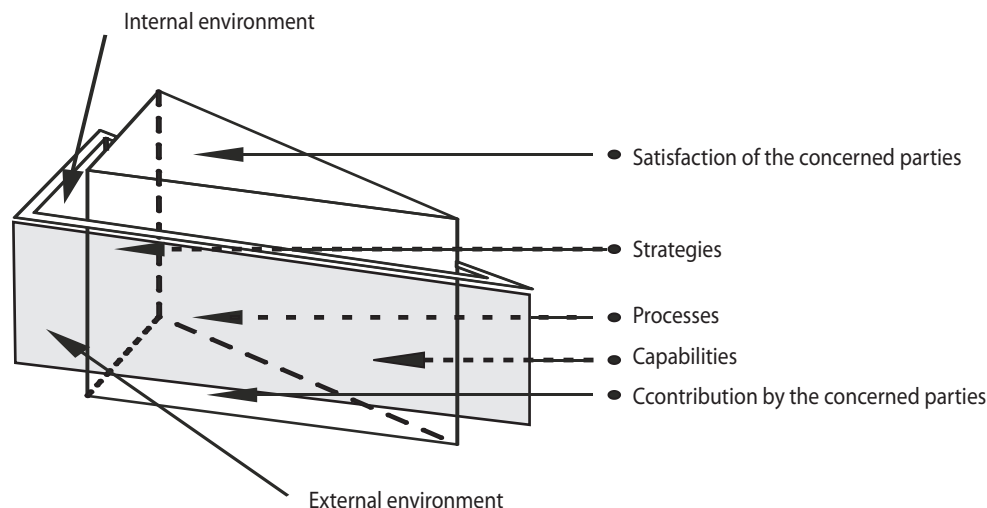 Internal environment
Satisfaction of the concerned parties
Strategies
Processes
Capabilities
Ccontribution by the concerned parties
External environment